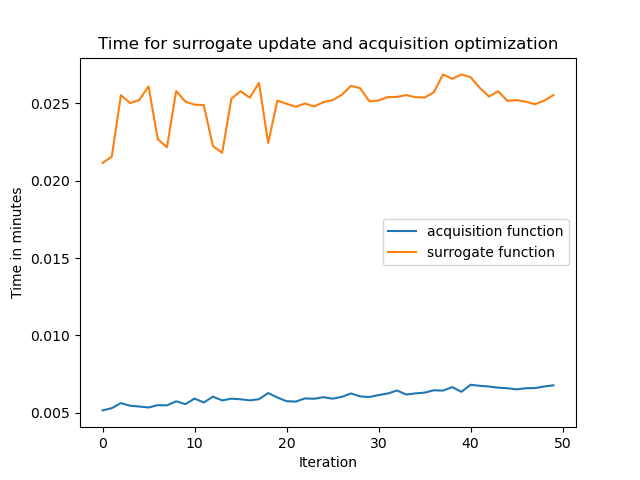 Time for surrogate update and acquisition optimization
0.025
0.020
0.015
0.010
0.005
Time in minutes
acquisition function
surrogate function
0 10 20 30 40 50
Iteration